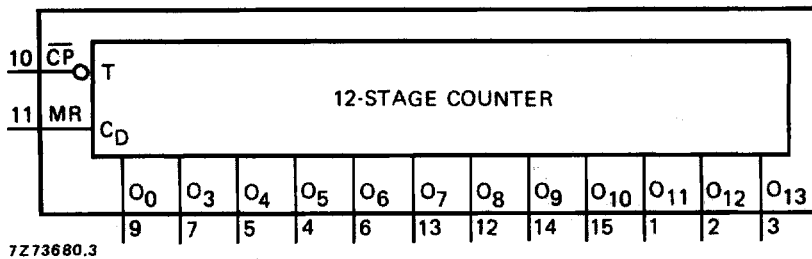 10 CP T
12-STAGE COUNTER
11 MR CD
O0 O3 O4 O5 O6 O7 O8 O9 O10 O11 O12 O13
9 7 5 4 6 13 12 14 15 1 2 3
7Z73680.3